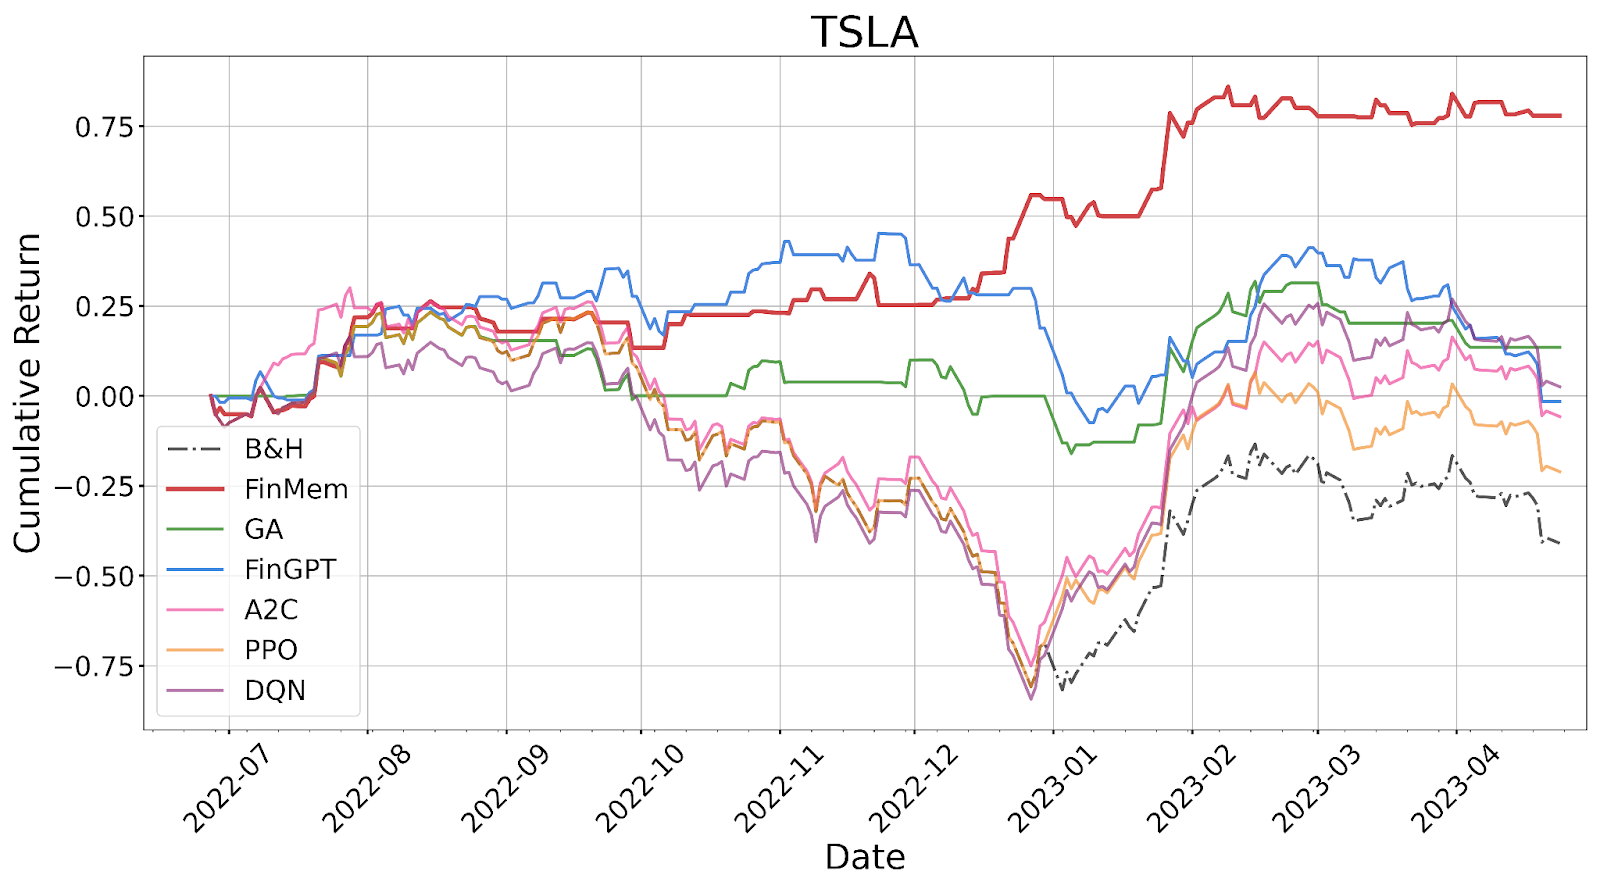 TSLA
Cumulative Return
0.75
0.50
0.25
0.00
−0.25
−0.50
−0.75
B&H
FinMem
GA
FinGPT
A2C
PPO
DQN
2022-07
2022-08
2022-09
2022-10
2022-11
2022-12
2023-01
2023-02
2023-03
2023-04
Date